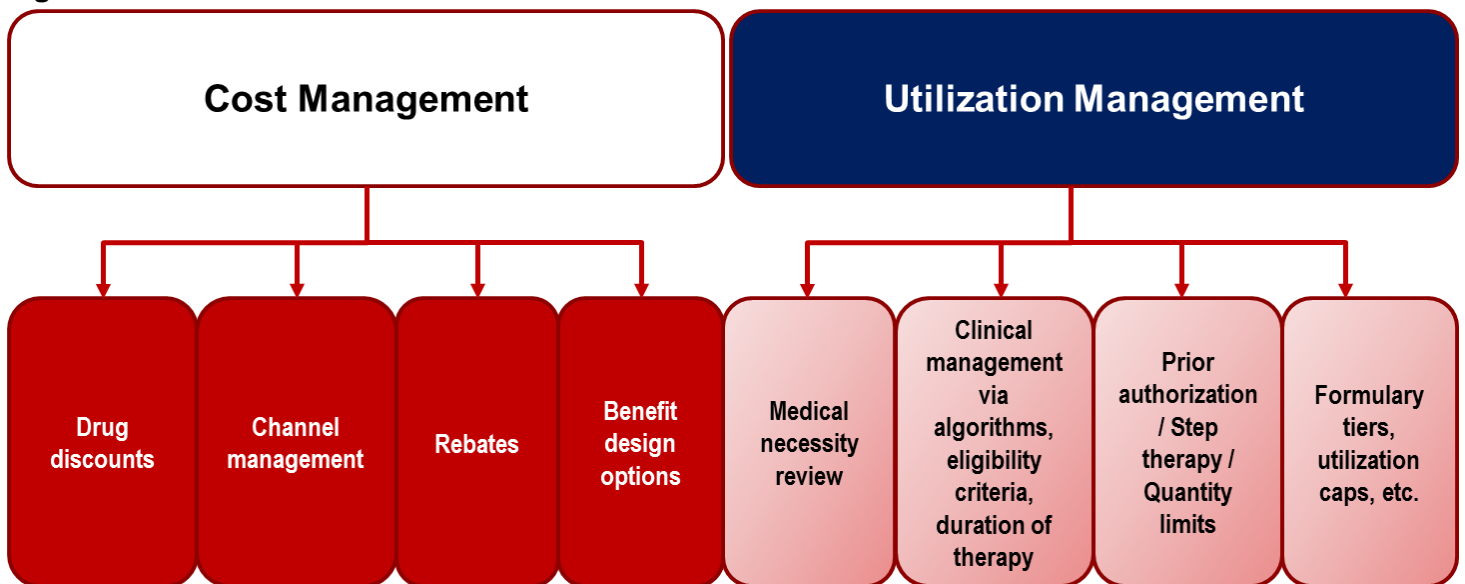 Cost Management
Utilization Management
Drug
discounts
Channel
management
Rebates
Benefit
design
options
Medical
necessity
review
Clinical
management
via
algorithms,
eligibility
criteria,
duration of
therapy
Prior
authorization
/ Step
therapy /
Quantity
limits
Formulary
tiers,
utilization
caps, etc.